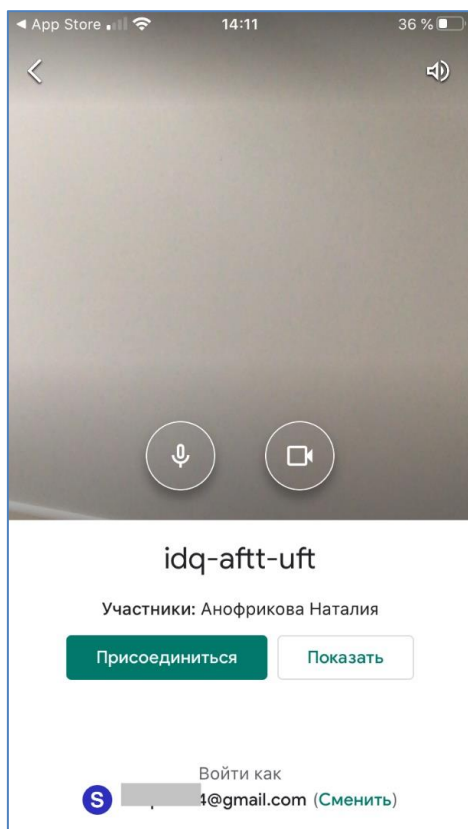 App Store 14:11 36 %
idq-aftt-uft
Участники: Анофрикова Наталия
Присоединиться Показать
Войти как
S 4@gmail.com (Сменить)